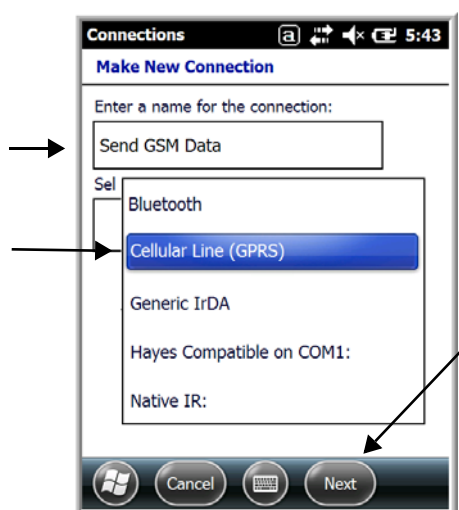 Connections a 5:43
Make New Connection
Enter a name for the connection:
Send GSM Data
Sel
Bluetooth
Cellular Line (GPRS)
Generic IrDA
Hayes Compatible on COM1:
Native IR:
Cancel Next